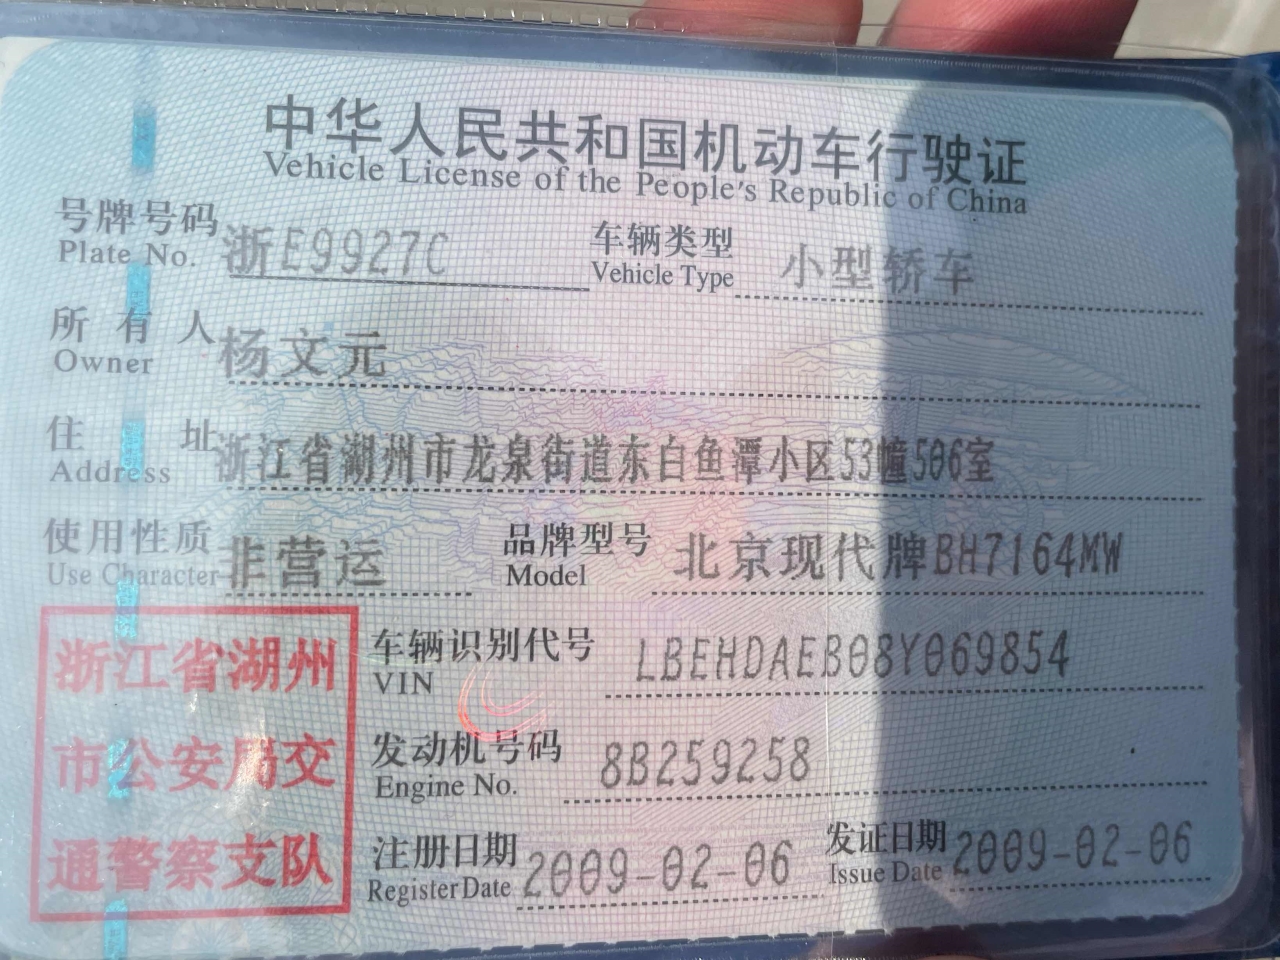 中华人民共和国机动车行驶证
Vehicle License of the People's Republic of China
号牌号码 浙E9927C 车辆类型 小型轿车
Plate No. Vehicle Type
所有人 杨文元
Owner
住址 浙江省湖州市龙泉街道东白鱼潭小区53幢506室
Address
使用性质 非营运 品牌型号 北京现代牌BH7164MW
Use Character Model
浙江省湖州
市公安局交
通警察支队
车辆识别代号 LBEHDAEB08Y069854
VIN
发动机号码 8B259258
Engine No.
注册日期 2009-02-06 发证日期 2009-02-06
Register Date Issue Date